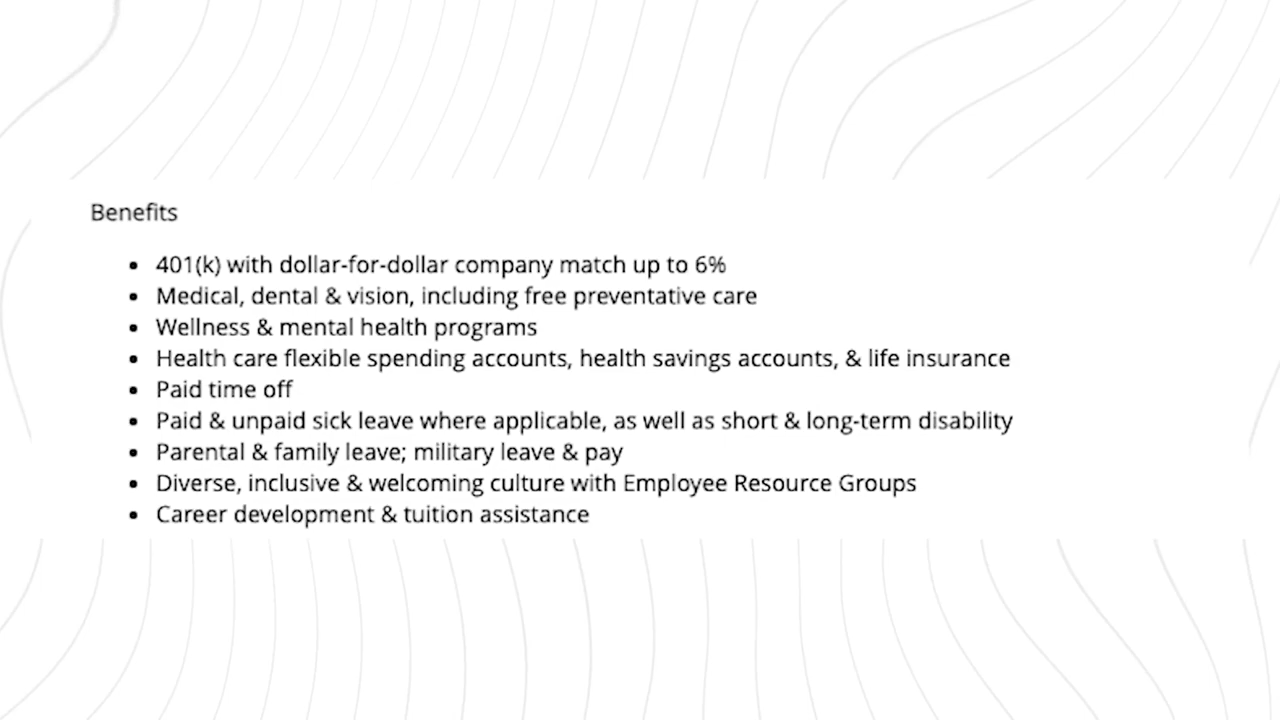 Benefits
• 401(k) with dollar-for-dollar company match up to 6%
• Medical, dental & vision, including free preventative care
• Wellness & mental health programs
• Health care flexible spending accounts, health savings accounts, & life insurance
• Paid time off
• Paid & unpaid sick leave where applicable, as well as short & long-term disability
• Parental & family leave; military leave & pay
• Diverse, inclusive & welcoming culture with Employee Resource Groups
• Career development & tuition assistance